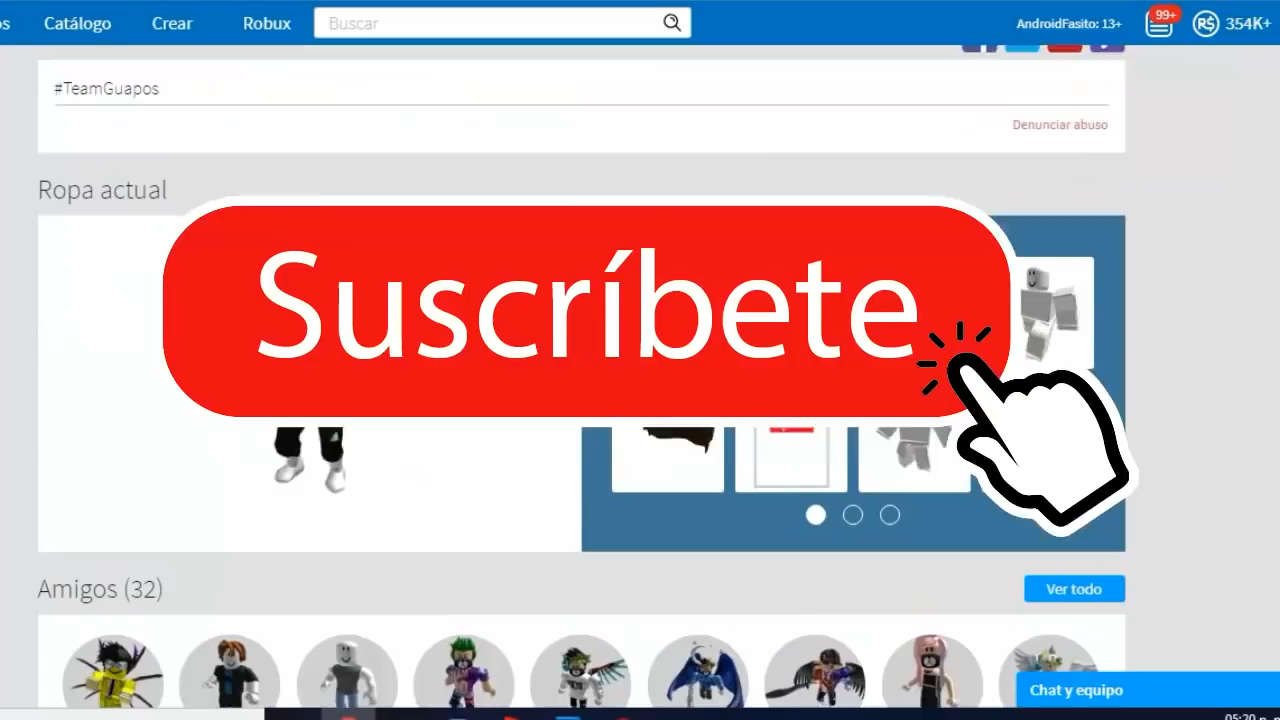 Catálogo Crear Robux Buscar AndroidFasito: 13+ 99+ R$ 354K+
#TeamGuapos
Denunciar abuso
Ropa actual
Suscríbete
Amigos (32)
Ver todo
Chat y equipo